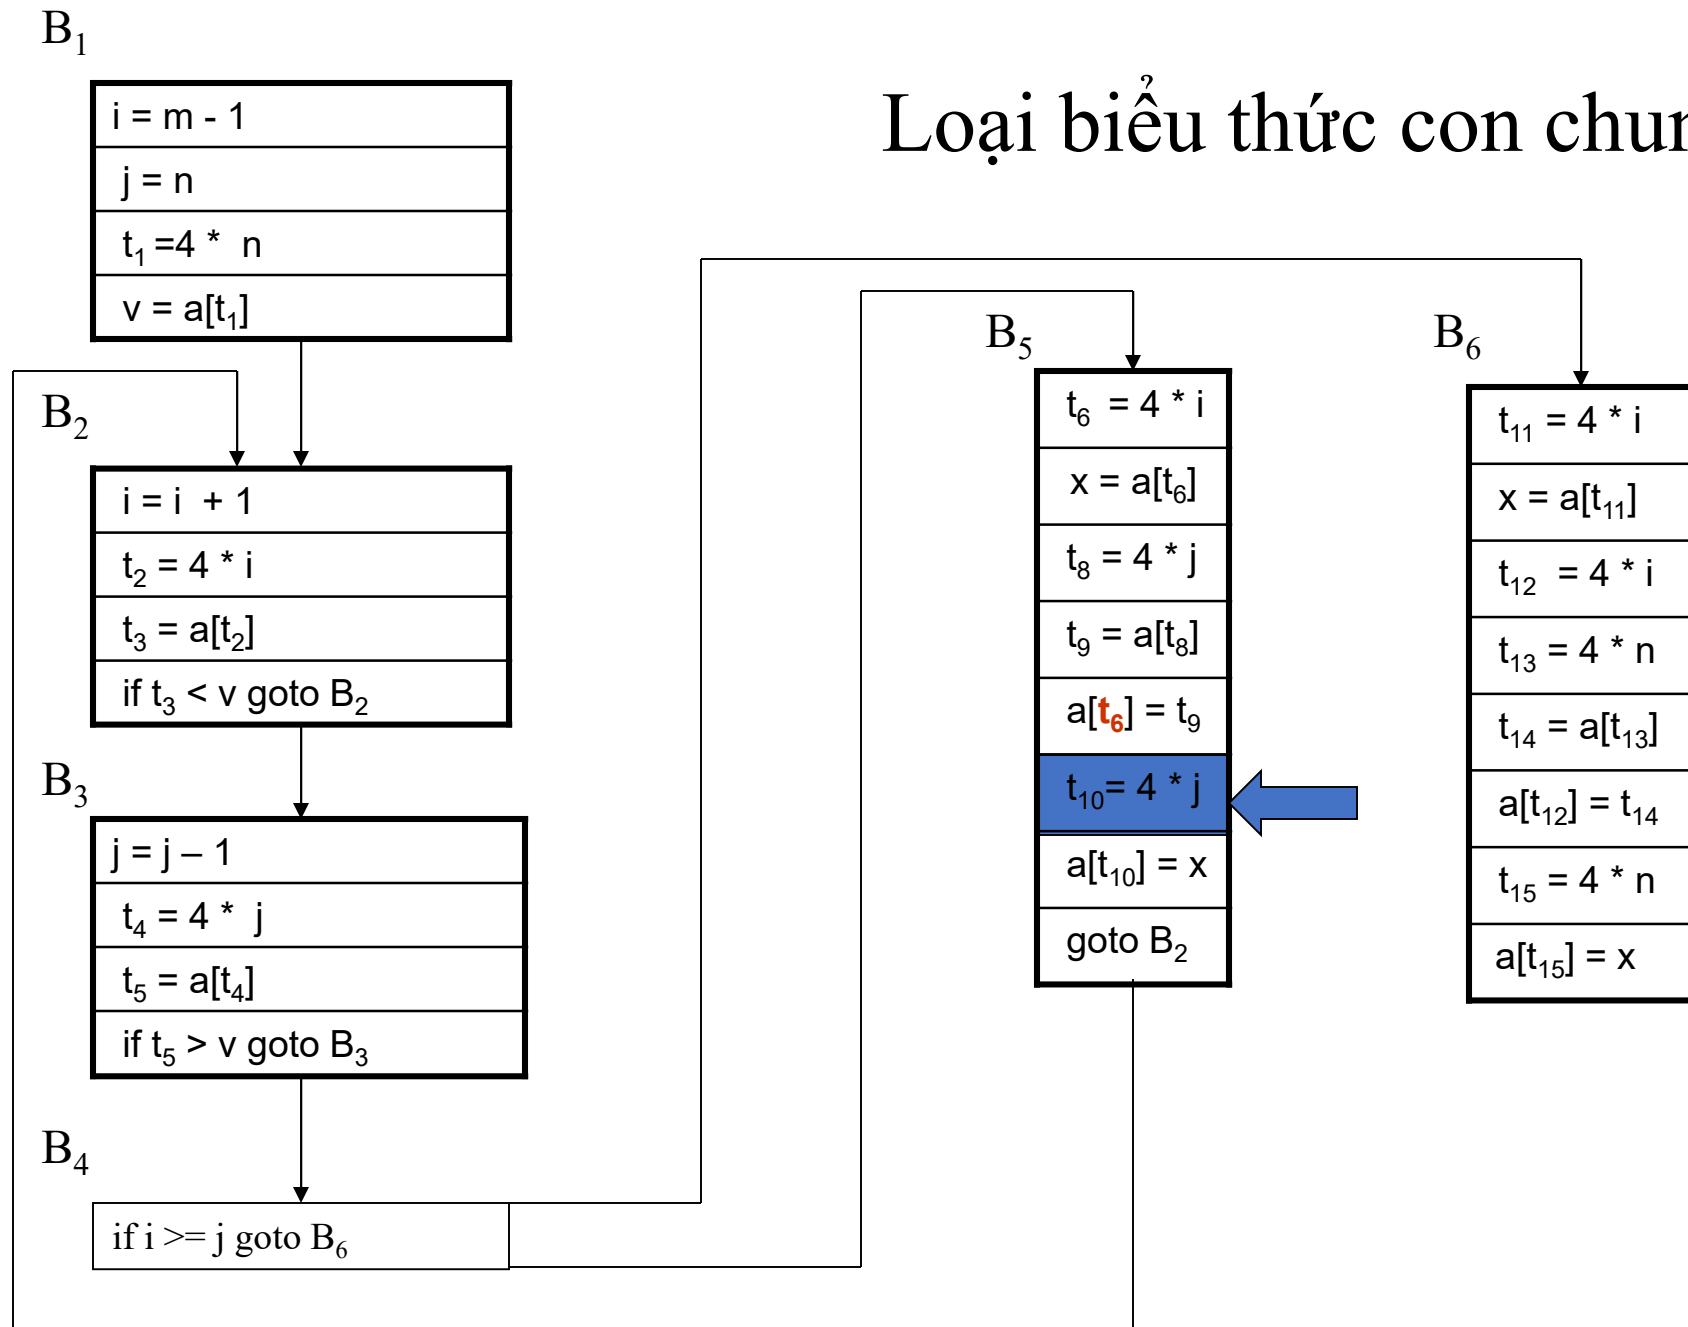 B₁
i = m - 1
j = n
t₁ =4 * n
v = a[t₁]
Loại biểu thức con
B₂
i = i + 1
t₂ = 4 * i
t₃ = a[t₂]
if t₃ < v goto B₂
B₃
j = j – 1
t₄ = 4 * j
t₅ = a[t₄]
if t₅ > v goto B₃
B₄
if i >= j goto B₆
B₅
t₆ = 4 * i
x = a[t₆]
t₈ = 4 * j
t₉ = a[t₈]
a[t₆] = t₉
t₁₀= 4 * j
a[t₁₀] = x
goto B₂
B₆
t₁₁ = 4 * i
x = a[t₁₁]
t₁₂ = 4 * i
t₁₃ = 4 * n
t₁₄ = a[t₁₃]
a[t₁₂] = t₁₄
t₁₅ = 4 * n
a[t₁₅] = x